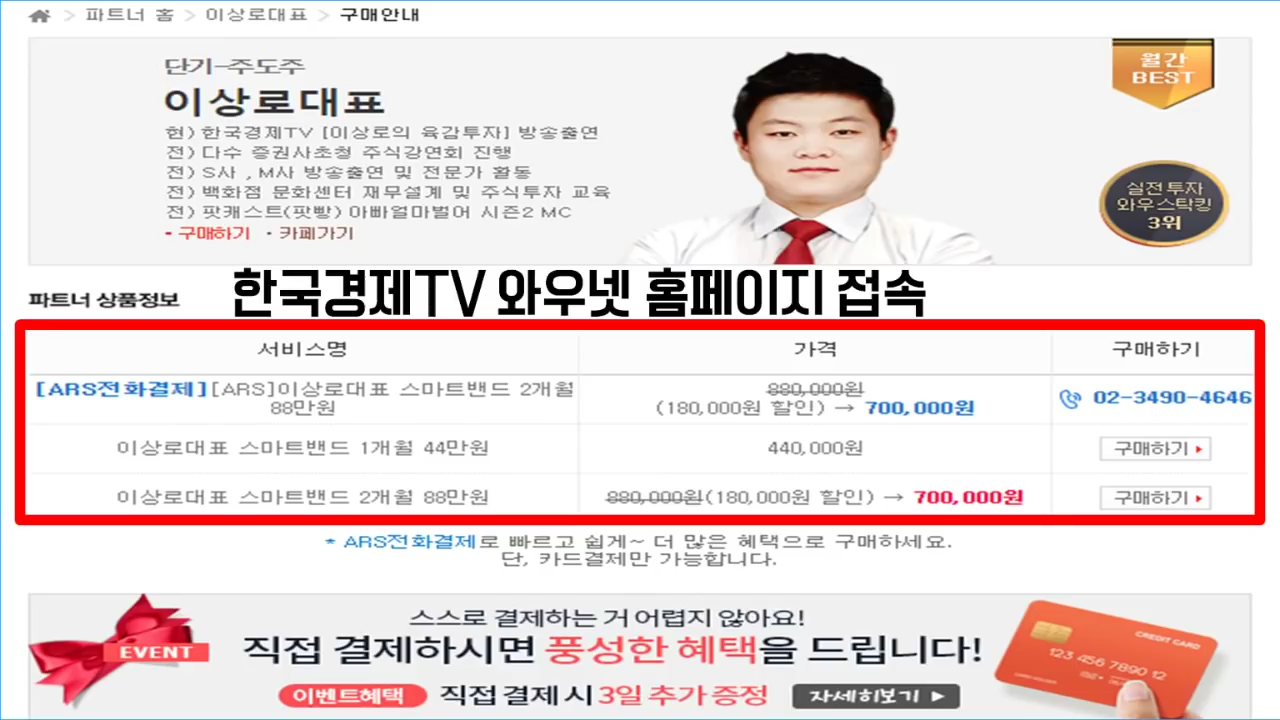 파트너 홈 > 이상로대표 > 구매안내
단기-주도주
이상로대표
현) 한국경제TV [이상로의 육감투자] 방송출연
전) 다수 증권사초청 주식강연회 진행
전) S사 , M사 방송출연 및 전문가 활동
전) 백화점 문화센터 재무설계 및 주식투자 교육
전) 팟캐스트(팟빵) 아빠얼마벌어 시즌2 MC
• 구매하기 • 카페가기
월간
BEST
실전투자
와우스탁킹
3위
파트너 상품정보
한국경제TV 와우넷 홈페이지 접속
서비스명 가격 구매하기
[ARS전화결제][ARS]이상로대표 스마트밴드 2개월
88만원
880,000원
(180,000원 할인) → 700,000원
02-3490-4646
이상로대표 스마트밴드 1개월 44만원 440,000원 구매하기
이상로대표 스마트밴드 2개월 88만원 880,000원(180,000원 할인) → 700,000원 구매하기
* ARS전화결제로 빠르고 쉽게~ 더 많은 혜택으로 구매하세요.
단, 카드결제만 가능합니다.
EVENT
스스로 결제하는 거 어렵지 않아요!
직접 결제하시면 풍성한 혜택을 드립니다!
이벤트혜택 직접 결제 시 3일 추가 증정 자세히보기 ▶
CREDIT CARD
123 456 7890 12